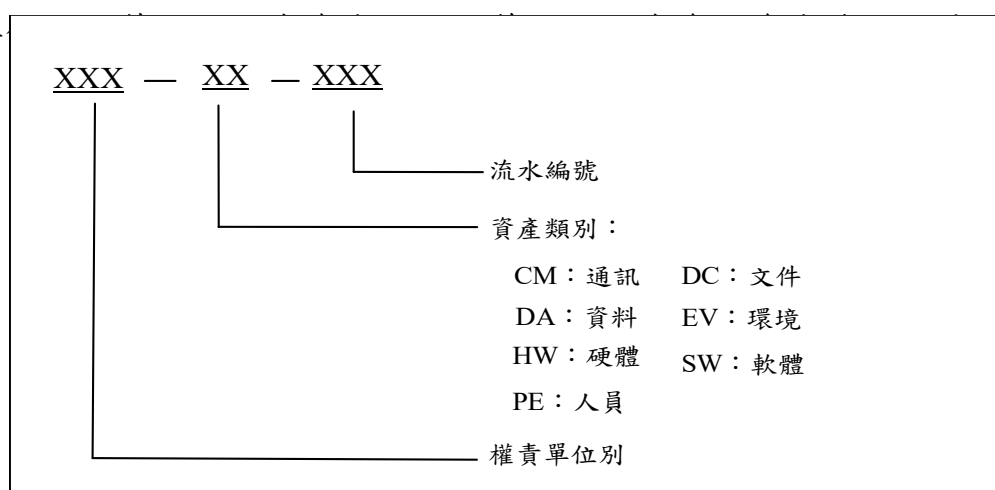 XXX — XX — XXX
流水編號
資產類別：
CM：通訊 DC：文件
DA：資料 EV：環境
HW：硬體 SW：軟體
PE：人員
權責單位別